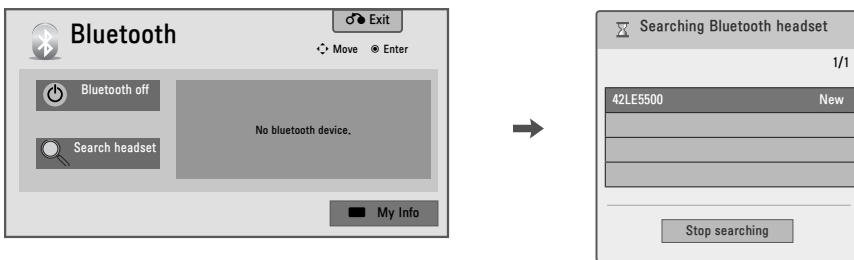 Bluetooth
Exit
Move Enter
Bluetooth off
Search headset
No bluetooth device.
My Info
Searching Bluetooth headset
1/1
42LE5500 New
Stop searching